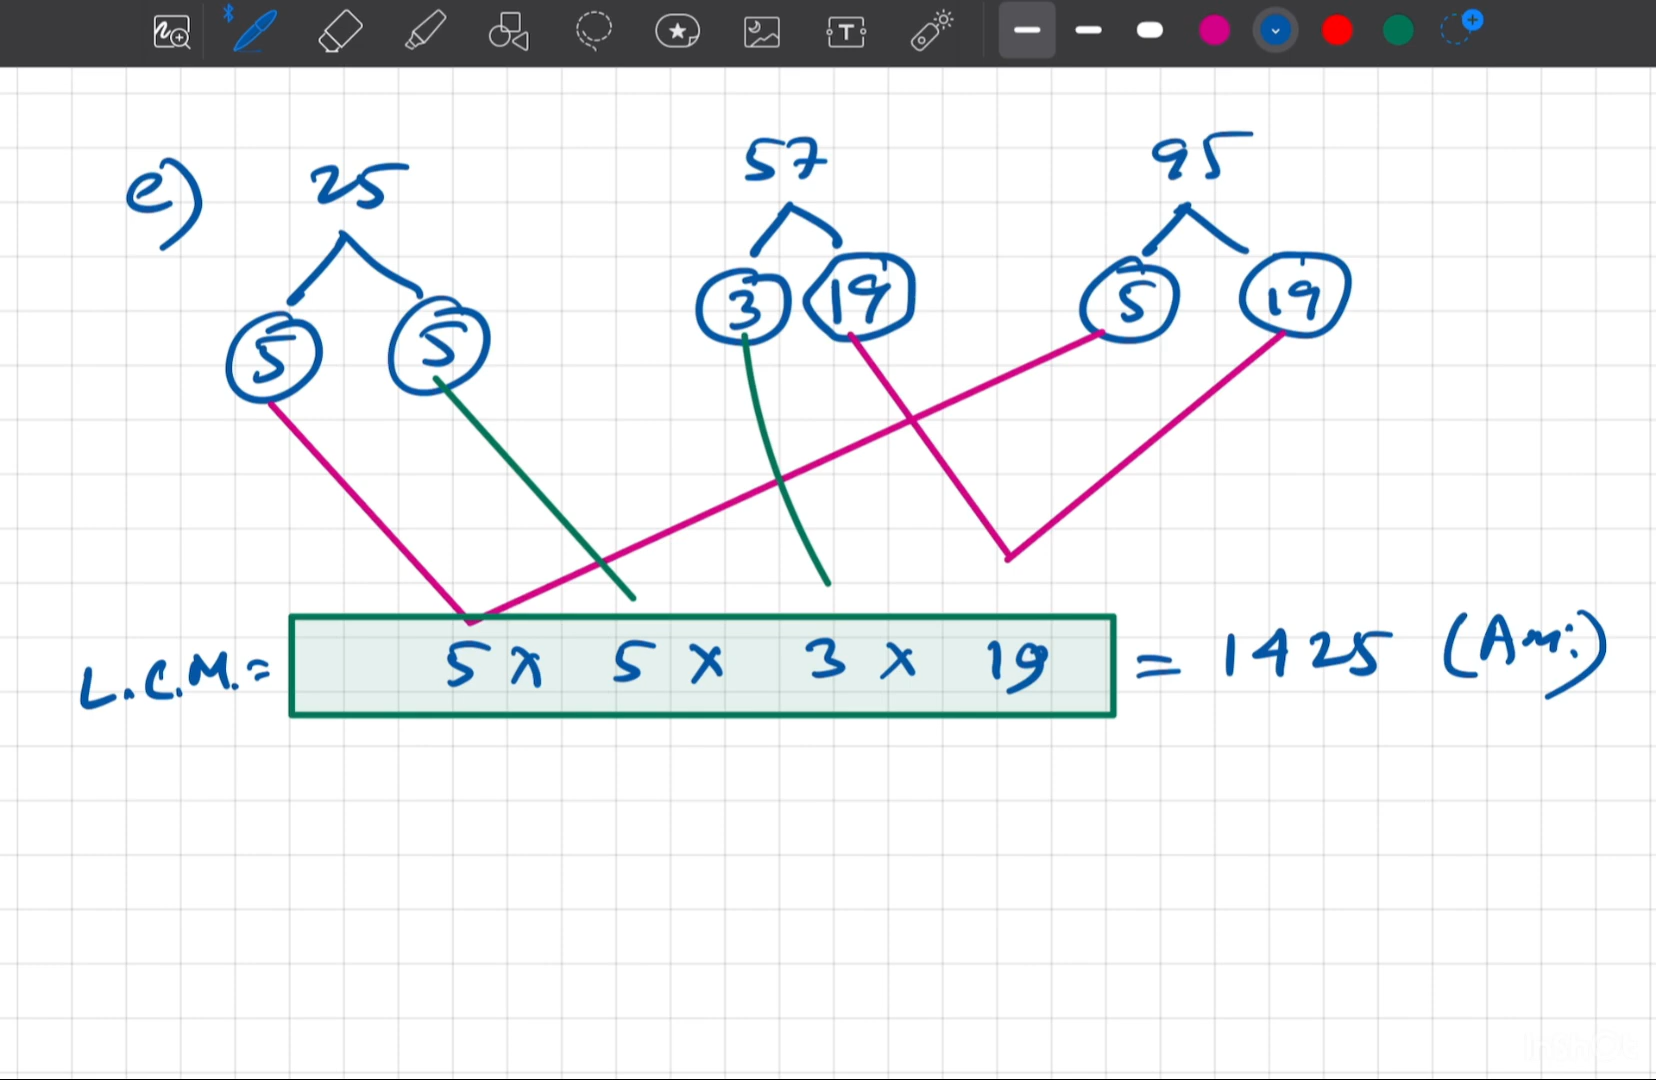 e) 25 57 95
5 5 3 19 5 19
L.C.M. = 5 x 5 x 3 x 19 = 1425 (Ans:)